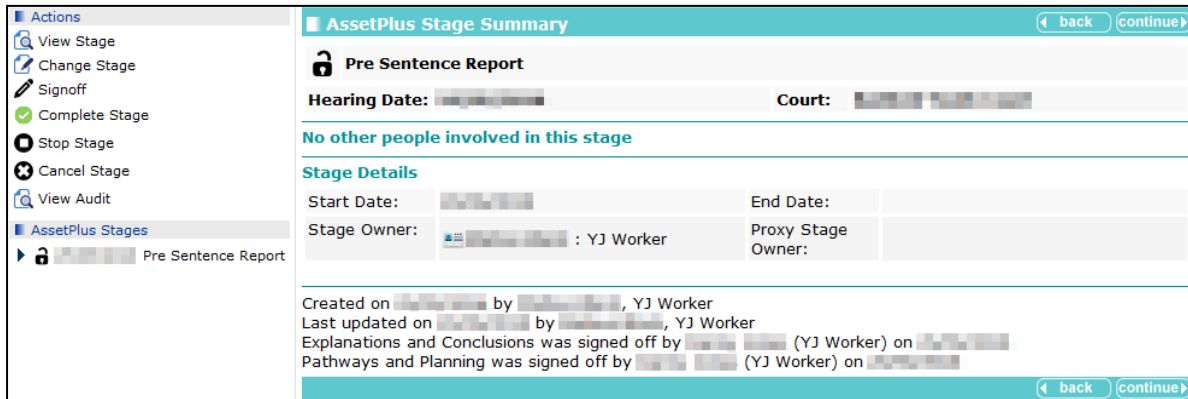 Actions
View Stage
Change Stage
Signoff
Complete Stage
Stop Stage
Cancel Stage
View Audit
AssetPlus Stages
Pre Sentence Report
AssetPlus Stage Summary
back continue
Pre Sentence Report
Hearing Date: Court:
No other people involved in this stage
Stage Details
Start Date: End Date:
Stage Owner: : YJ Worker Proxy Stage
Owner:
Created on by , YJ Worker
Last updated on by , YJ Worker
Explanations and Conclusions was signed off by (YJ Worker) on
Pathways and Planning was signed off by (YJ Worker) on
back continue